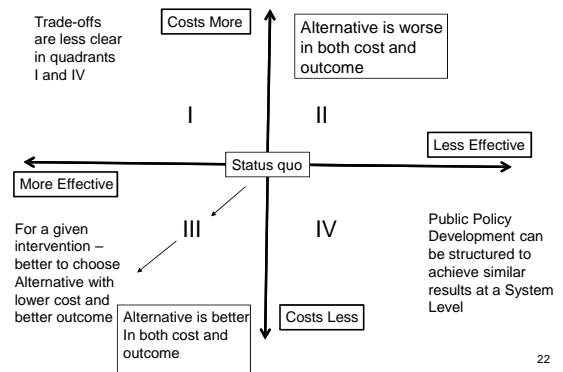 Trade-offs
are less clear
in quadrants
I and IV
Costs More
Alternative is worse
in both cost and
outcome
I
II
Less Effective
Status quo
More Effective
For a given
intervention –
better to choose
Alternative with
lower cost and
better outcome
III
IV
Public Policy
Development can
be structured to
achieve similar
results at a System
Level
Alternative is better
In both cost and
outcome
Costs Less
22